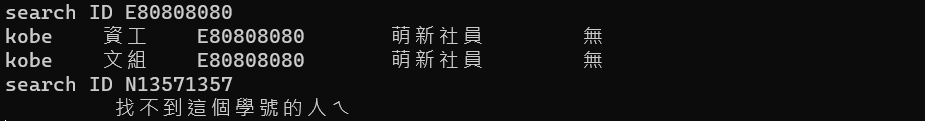 search ID E80808080
kobe 資工 E80808080 萌新社員 無
kobe 文組 E80808080 萌新社員 無
search ID N13571357
找不到這個學號的人ㄟ